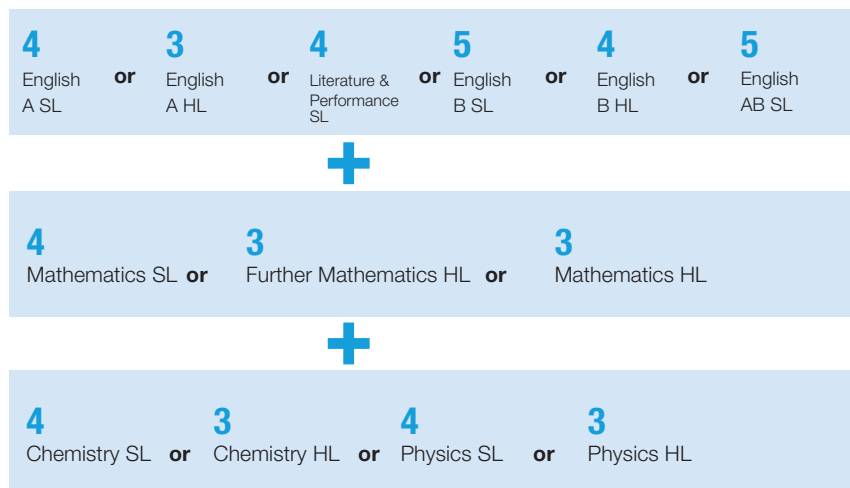 4 3 4 5 4 5
English or English or Literature & or English or English or English
A SL A HL Performance B SL B HL AB SL
SL
+
4 3 3
Mathematics SL or Further Mathematics HL or Mathematics HL
+
4 3 4 3
Chemistry SL or Chemistry HL or Physics SL or Physics HL